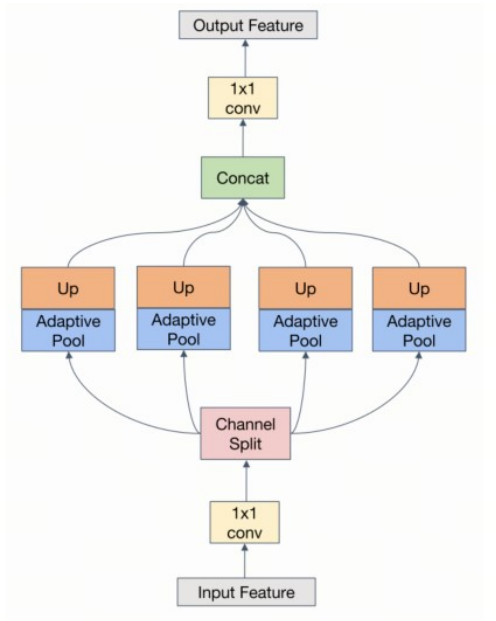 Output Feature
1x1
conv
Concat
Up
Up
Up
Up
Adaptive
Pool
Adaptive
Pool
Adaptive
Pool
Adaptive
Pool
Channel
Split
1x1
conv
Input Feature